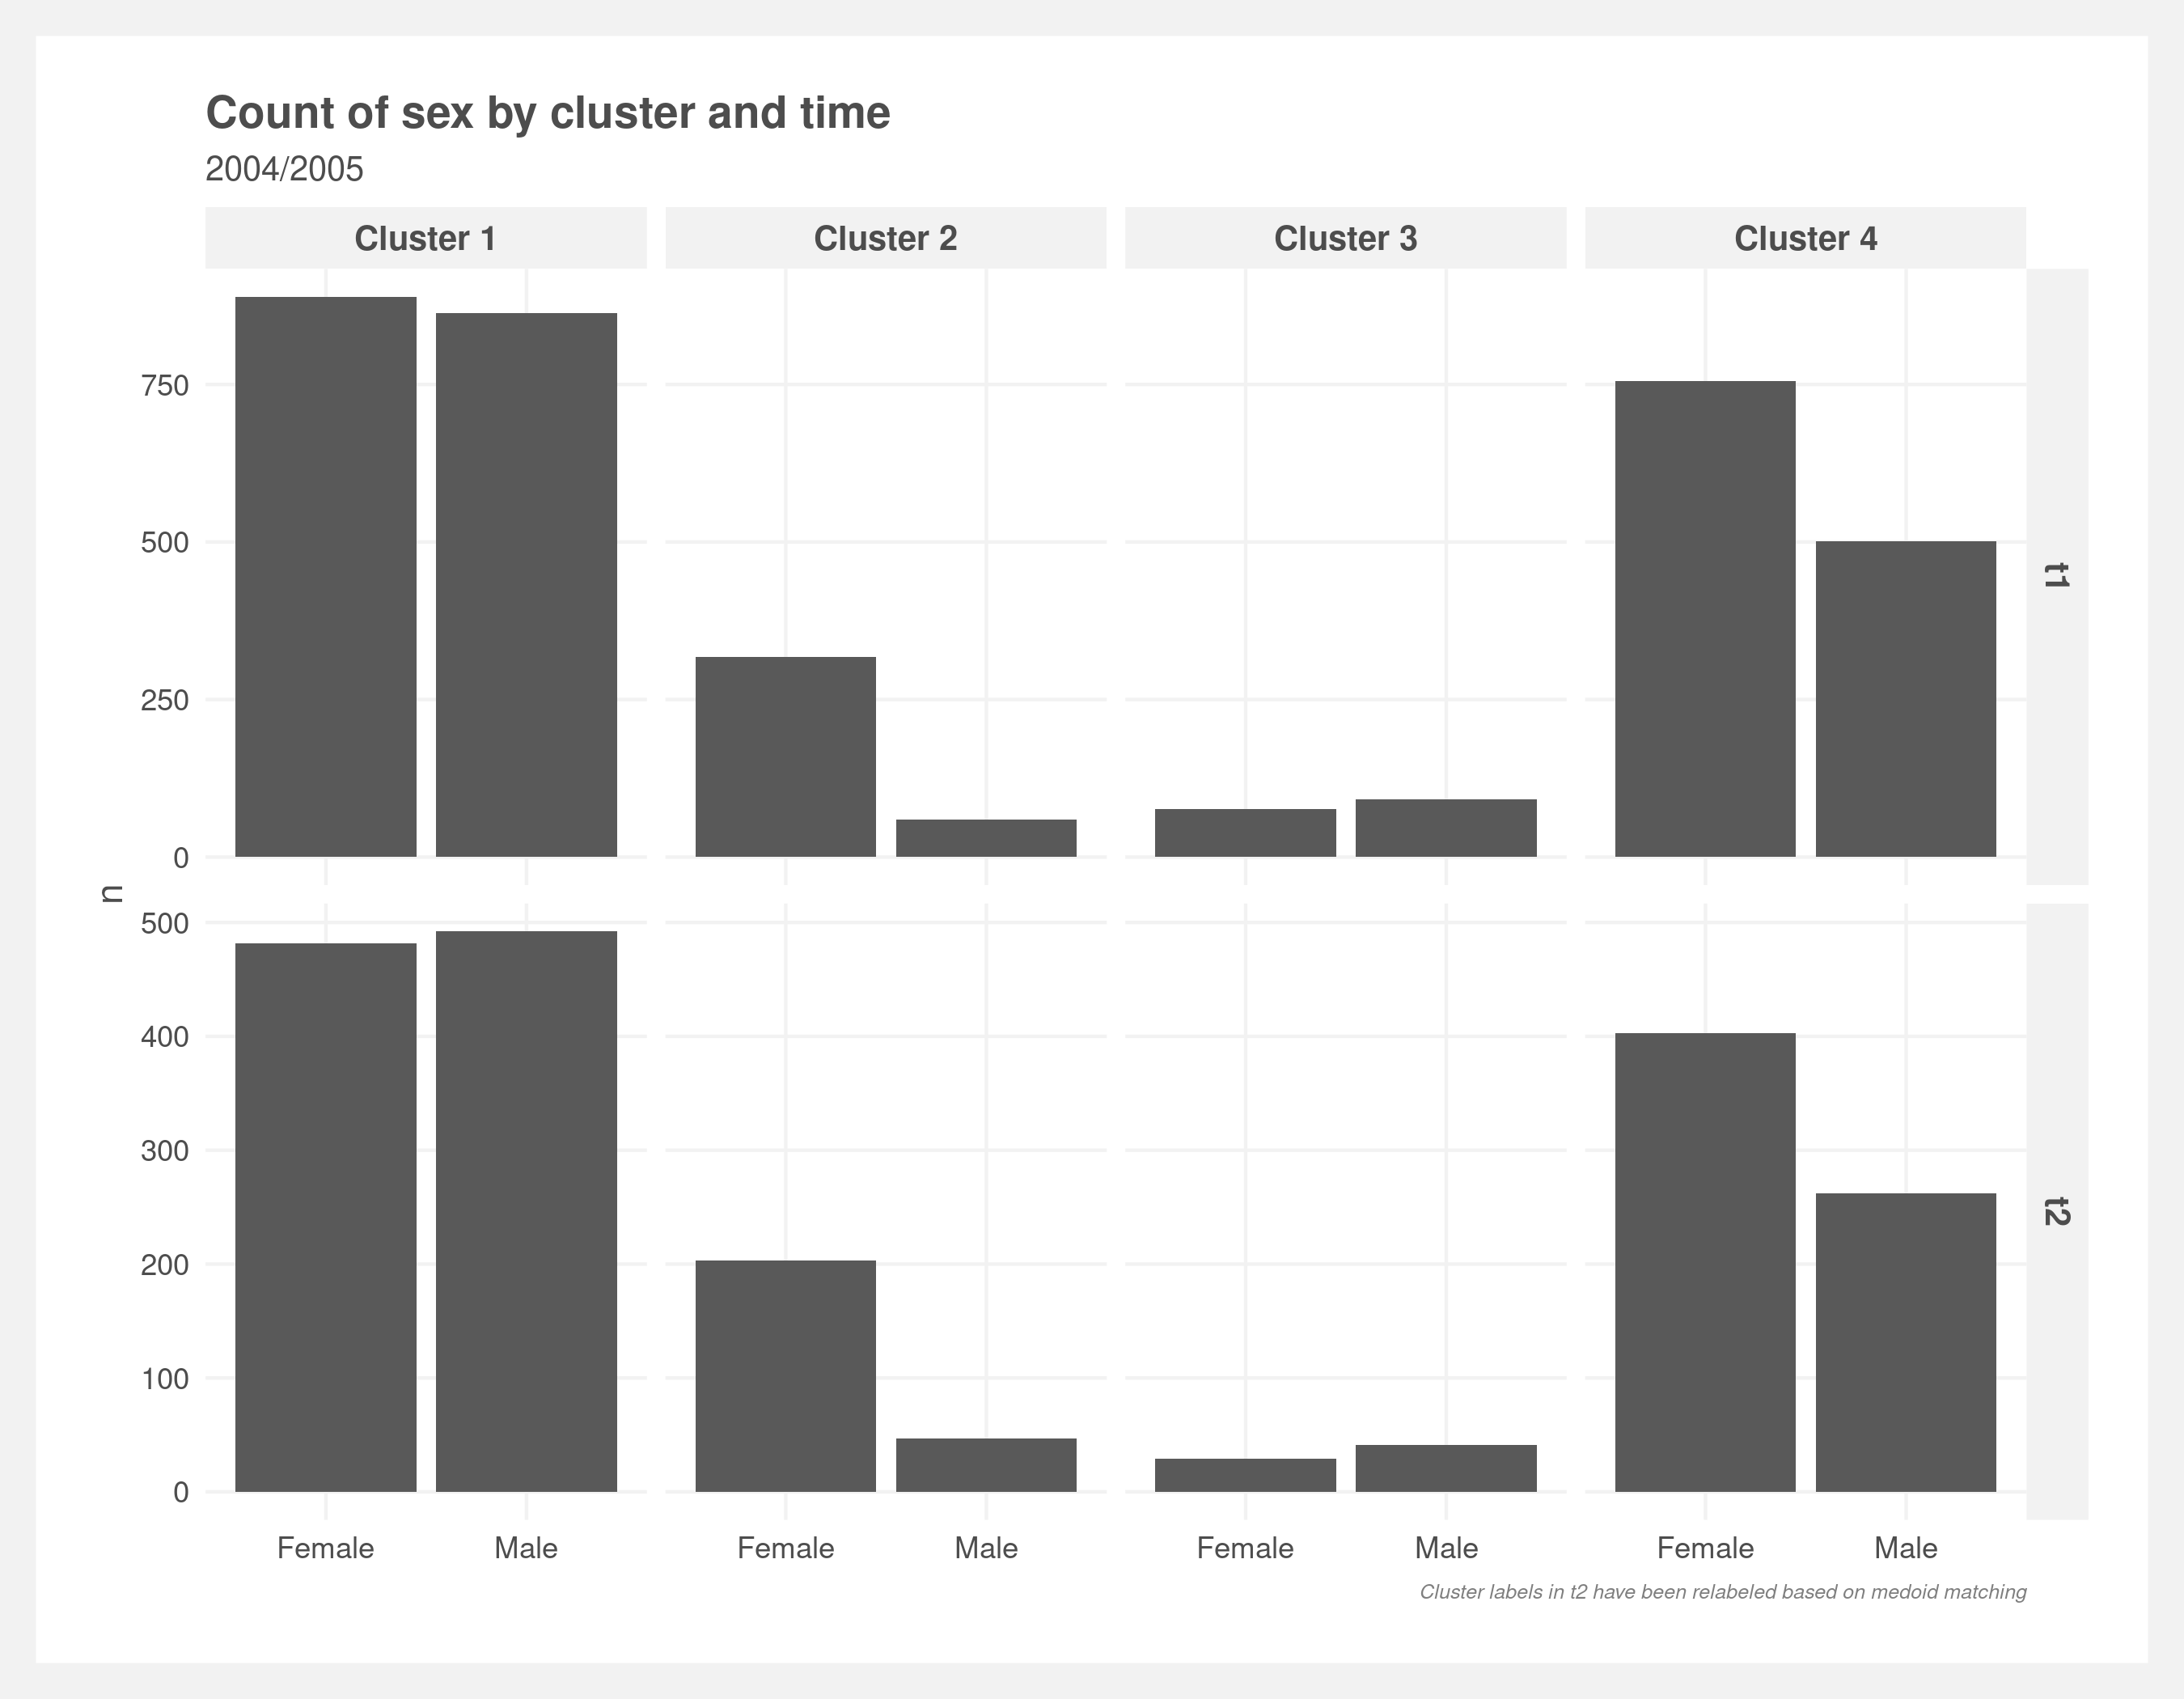 Count of sex by cluster and time
2004/2005
Cluster 1 Cluster 2 Cluster 3 Cluster 4
750
500
250
0
t1
n
500
400
300
200
100
0
t2
Female Male Female Male Female Male Female Male
Cluster labels in t2 have been relabeled based on medoid matching